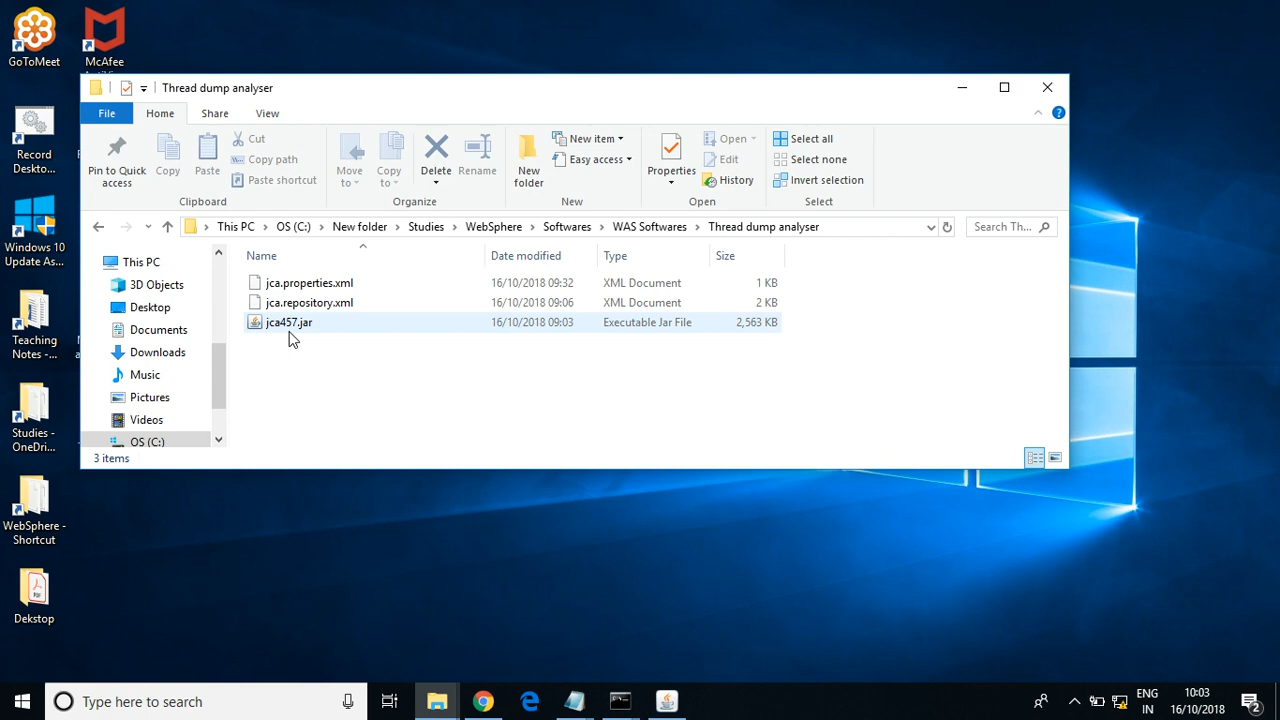 GoToMeet
McAfee
Record
Deskto...
Windows 10
Update As...
Teaching
Notes -...
Studies -
OneDri...
WebSphere -
Shortcut
Dekstop
Thread dump analyser
File
Home
Share
View
Pin to Quick
access
Copy
Paste
Cut
Copy path
Paste shortcut
Clipboard
Move
to
Copy
to
Delete
Rename
Organize
New
folder
New item
Easy access
New
Properties
Open
Edit
History
Open
Select all
Select none
Invert selection
Select
This PC > OS (C:) > New folder > Studies > WebSphere > Softwares > WAS Softwares > Thread dump analyser
Search Th...
This PC
3D Objects
Desktop
Documents
Downloads
Music
Pictures
Videos
OS (C:)
Name Date modified Type Size
jca.properties.xml 16/10/2018 09:32 XML Document 1 KB
jca.repository.xml 16/10/2018 09:06 XML Document 2 KB
jca457.jar 16/10/2018 09:03 Executable Jar File 2,563 KB
3 items
Type here to search
ENG
IN
10:03
16/10/2018
2